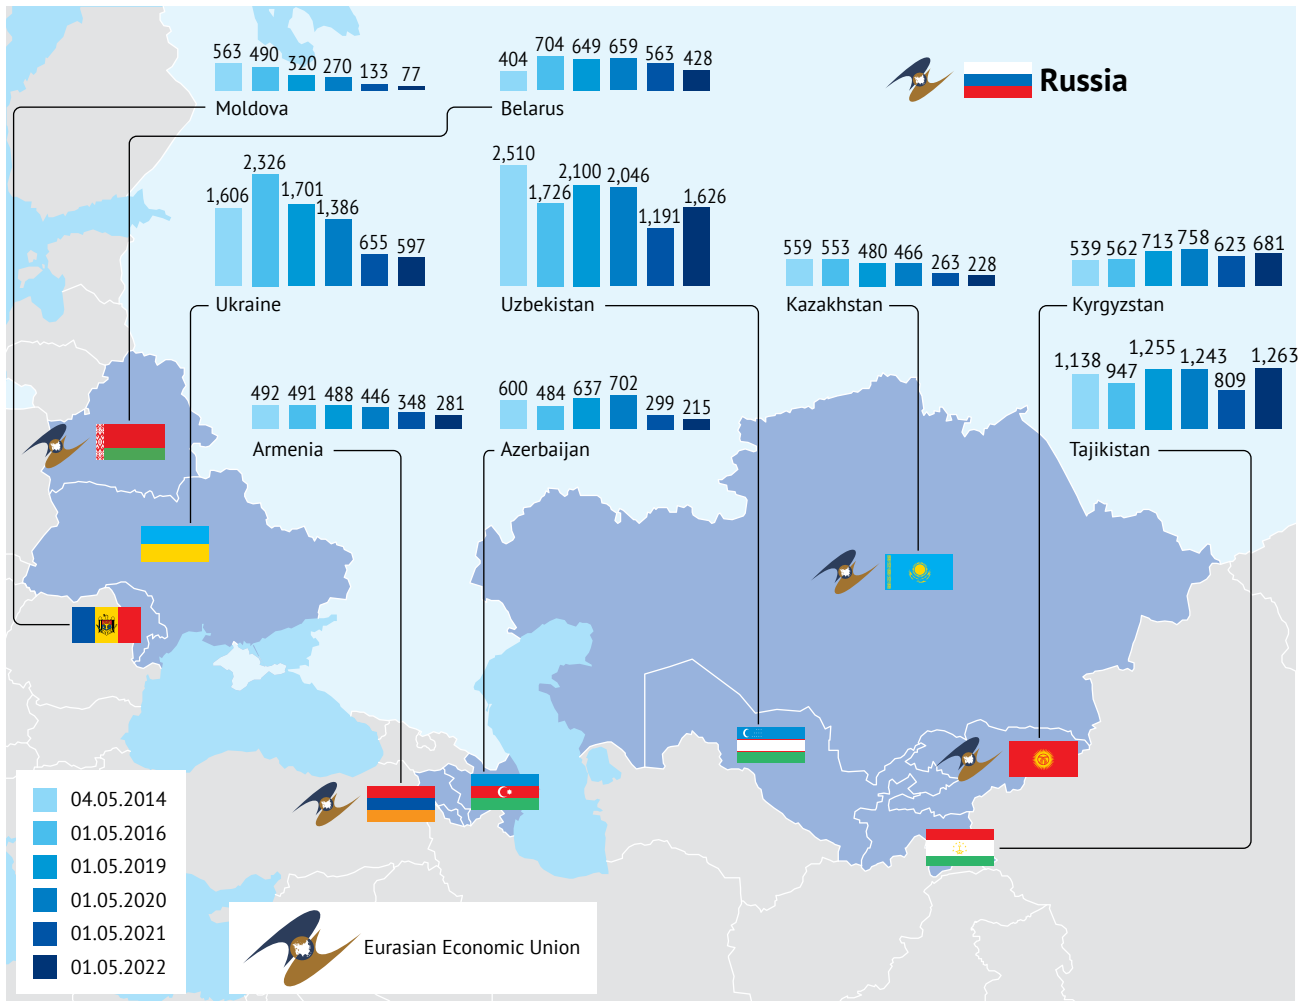 563 490 320 270 133 77
Moldova
404 704 649 659 563 428
Belarus
Russia
1,606 2,326 1,701 1,386 655 597
Ukraine
2,510 1,726 2,100 2,046 1,191 1,626
Uzbekistan
559 553 480 466 263 228
Kazakhstan
539 562 713 758 623 681
Kyrgyzstan
492 491 488 446 348 281
Armenia
600 484 637 702 299 215
Azerbaijan
1,138 947 1,255 1,243 809 1,263
Tajikistan
04.05.2014
01.05.2016
01.05.2019
01.05.2020
01.05.2021
01.05.2022
Eurasian Economic Union